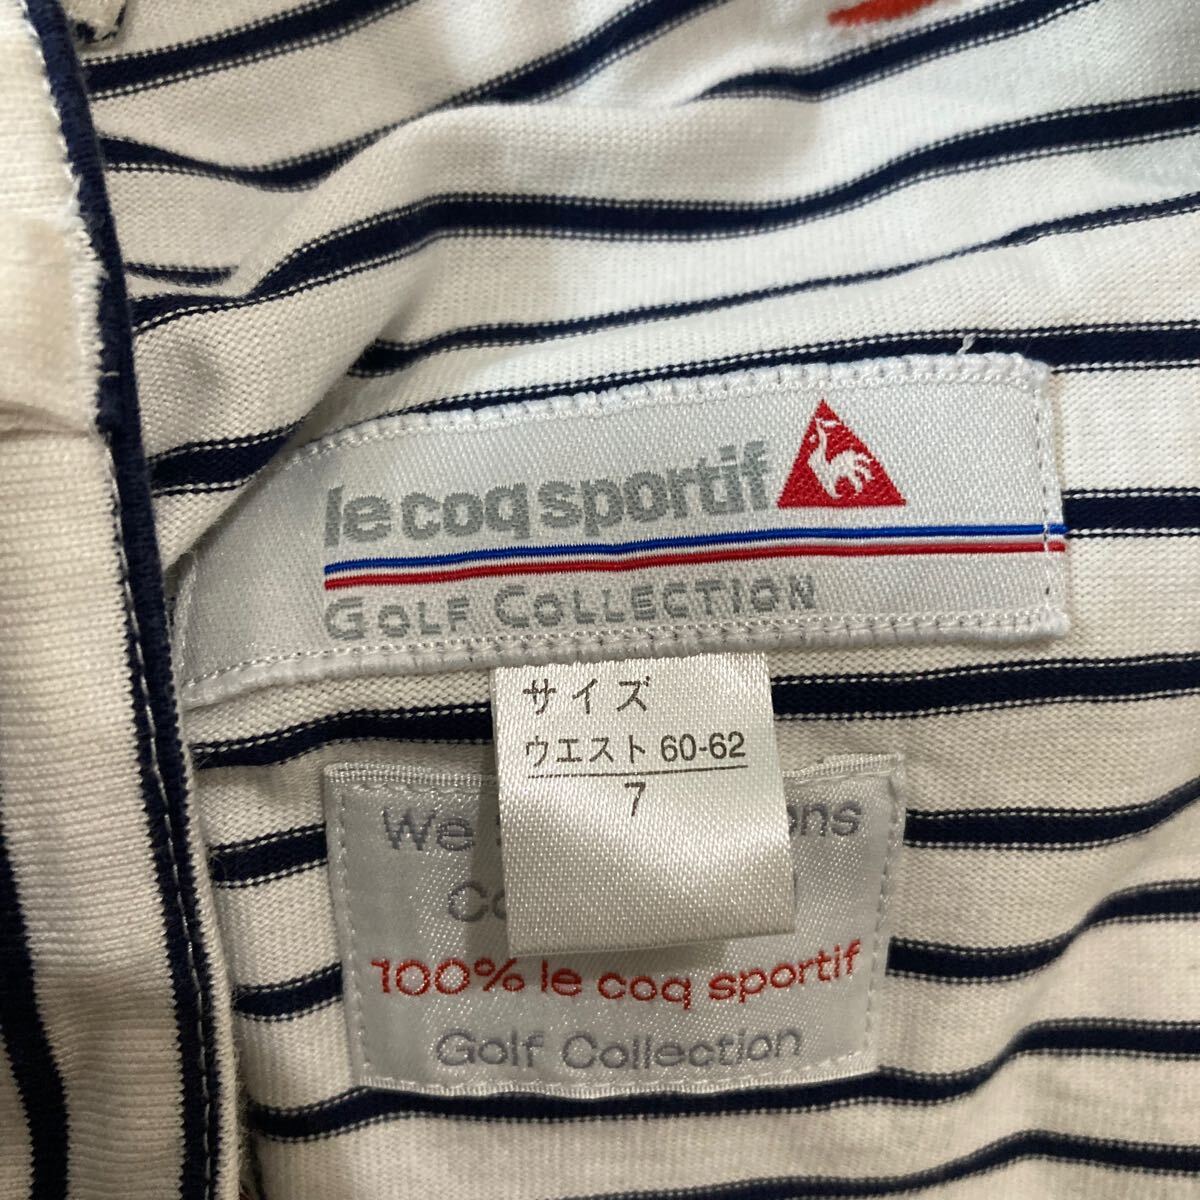 le coq sportif
GOLF COLLECTION
サイズ
ウエスト 60-62
7
We
100% le coq sportif
Golf Collection